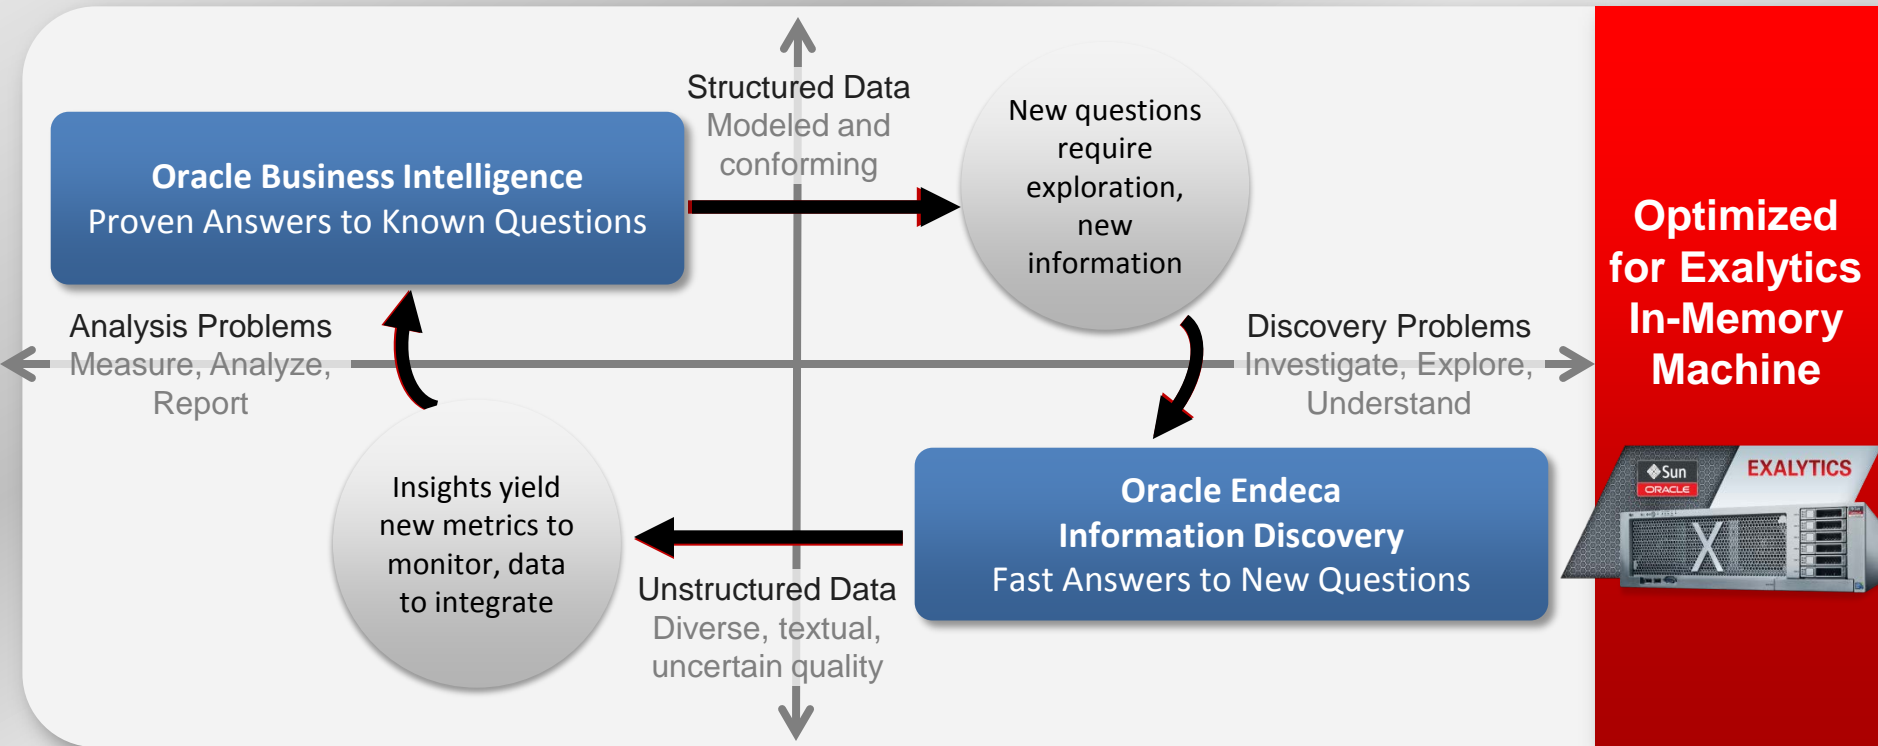 Structured Data
Modeled and
conforming
Oracle Business Intelligence
Proven Answers to Known Questions
New questions
require
exploration,
new
information
Analysis Problems
Measure, Analyze,
Report
Discovery Problems
Investigate, Explore,
Understand
Insights yield
new metrics to
monitor, data
to integrate
Oracle Endeca
Information Discovery
Fast Answers to New Questions
Unstructured Data
Diverse, textual,
uncertain quality
Optimized
for Exalytics
In-Memory
Machine
Sun
ORACLE
EXALYTICS
X